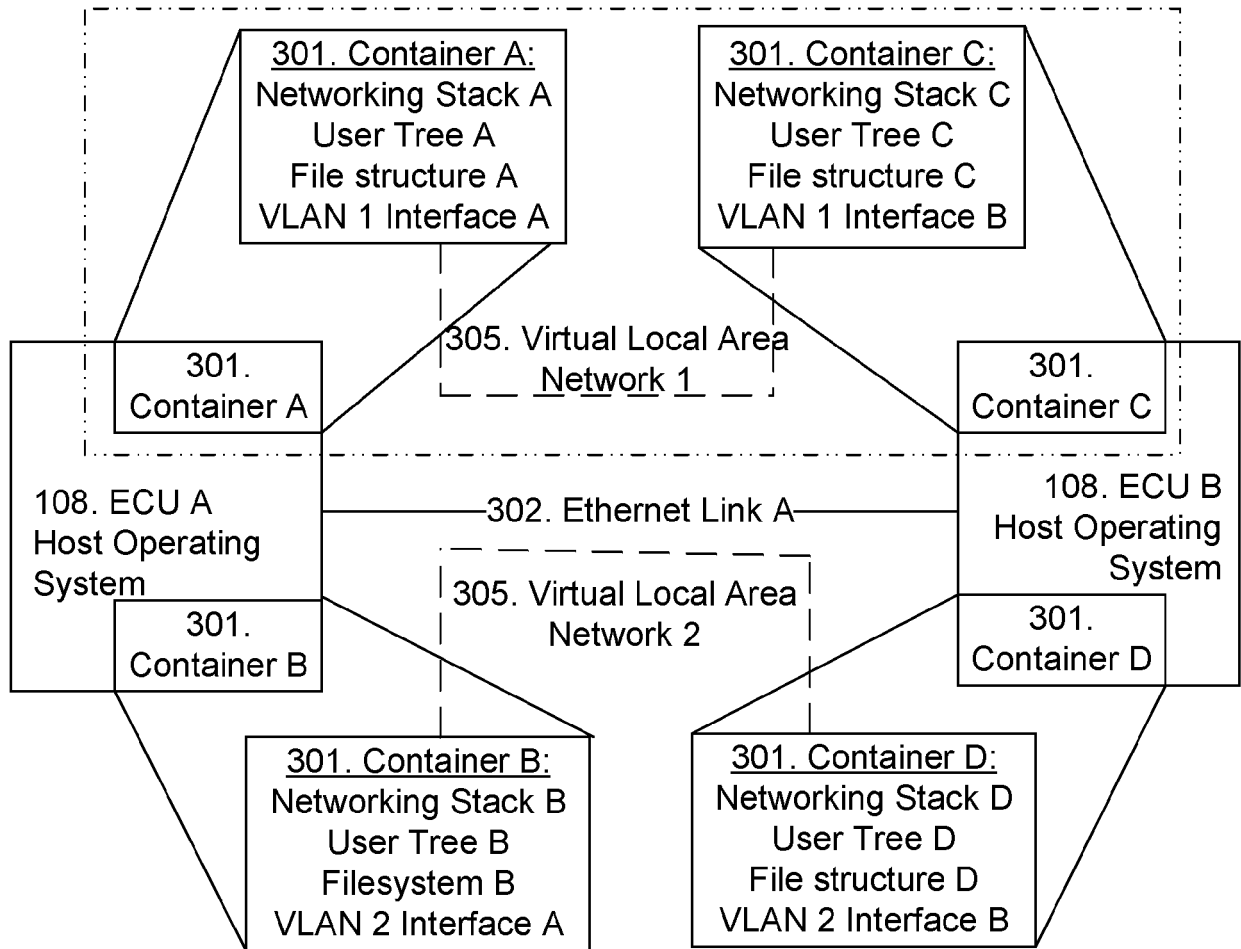 301. Container A:
Networking Stack A
User Tree A
File structure A
VLAN 1 Interface A
301. Container C:
Networking Stack C
User Tree C
File structure C
VLAN 1 Interface B
305. Virtual Local Area
Network 1
301.
Container A
301.
Container C
108. ECU A
Host Operating
System
302. Ethernet Link A
108. ECU B
Host Operating
System
305. Virtual Local Area
Network 2
301.
Container B
301.
Container D
301. Container B:
Networking Stack B
User Tree B
Filesystem B
VLAN 2 Interface A
301. Container D:
Networking Stack D
User Tree D
File structure D
VLAN 2 Interface B